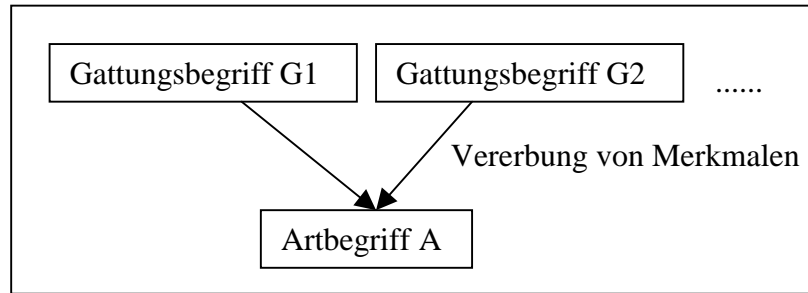 Gattungsbegriff G1 Gattungsbegriff G2 ......
Vererbung von Merkmalen
Artbegriff A